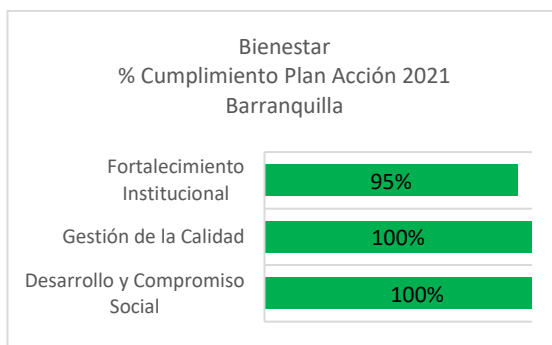 Bienestar
% Cumplimiento Plan Acción 2021
Barranquilla
Fortalecimiento
Institucional
95%
Gestión de la Calidad
100%
Desarrollo y Compromiso
Social
100%